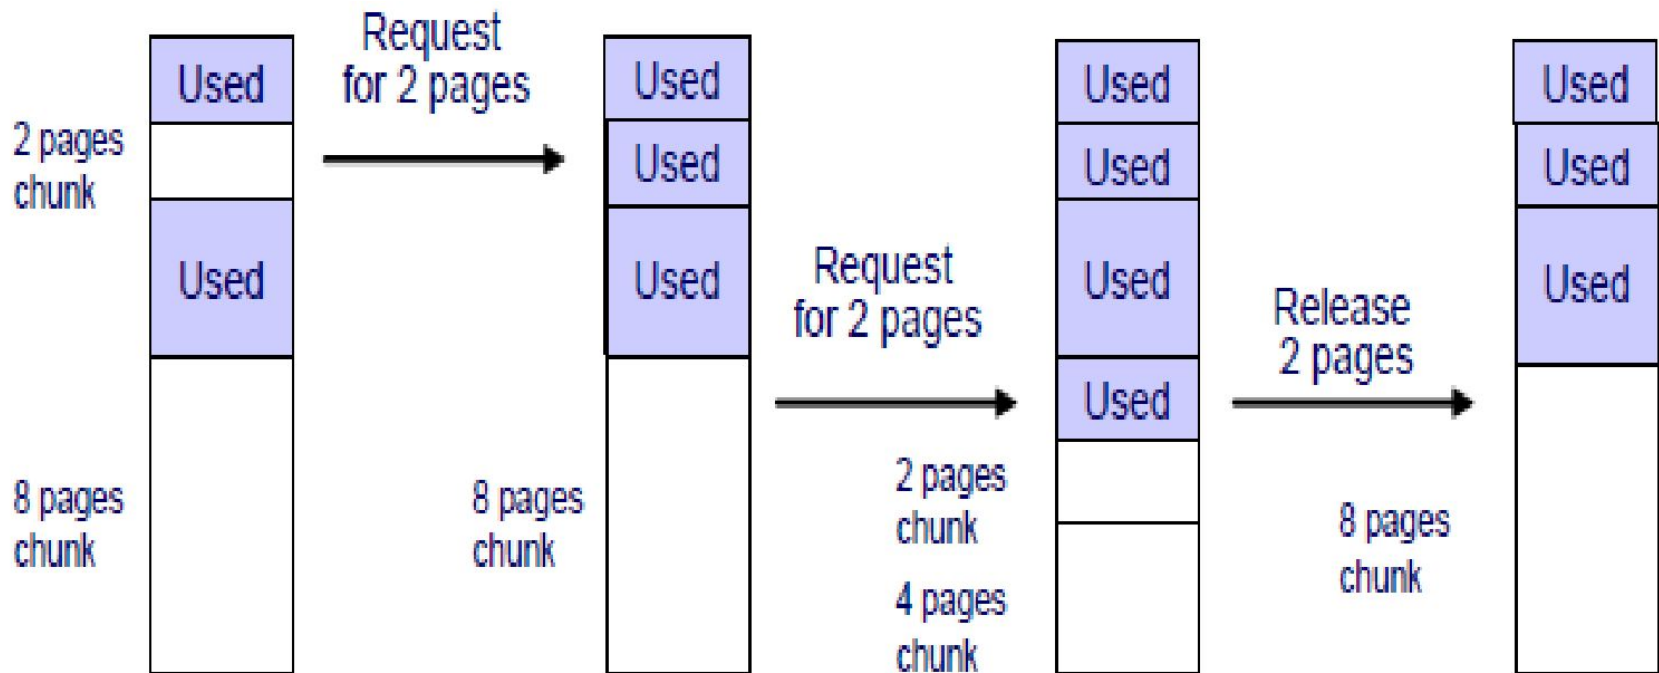 Used
2 pages
chunk
Used
8 pages
chunk
Request
for 2 pages
Used
Used
Used
8 pages
chunk
Request
for 2 pages
Used
Used
Used
Used
2 pages
chunk
4 pages
chunk
Release
2 pages
Used
Used
Used
8 pages
chunk